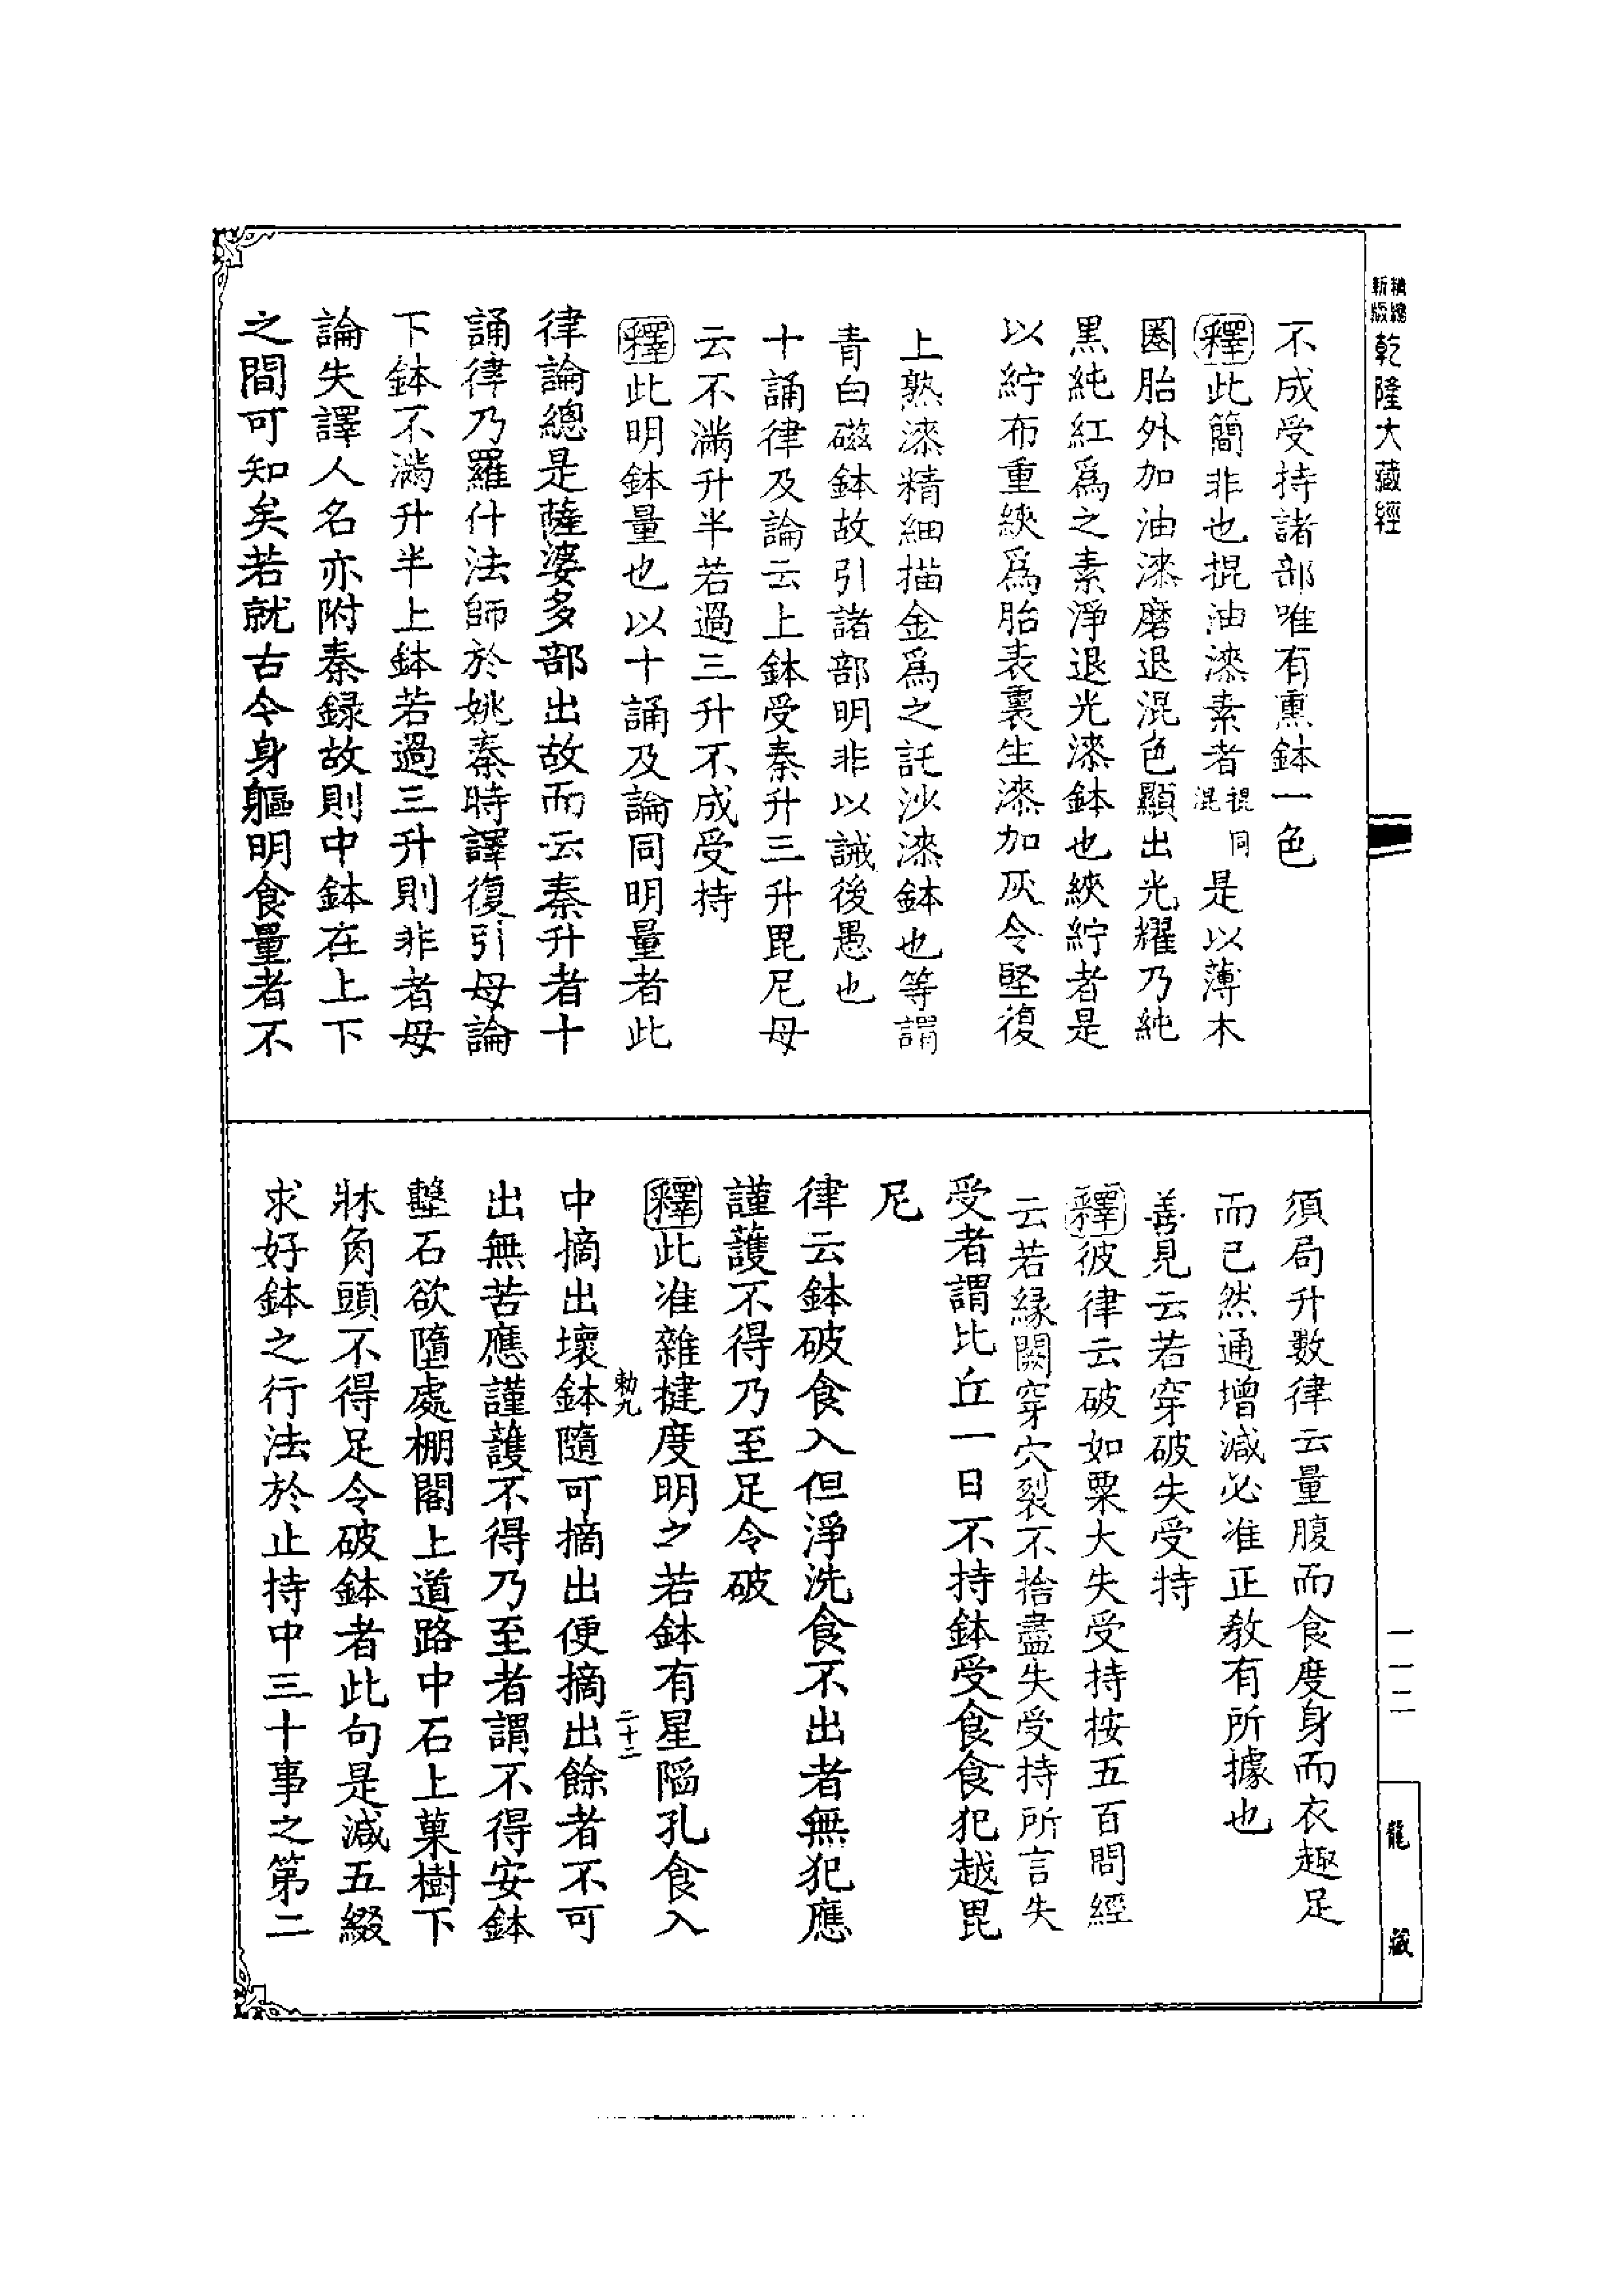 精縮
新版
乾隆大藏經
一一二
龍藏
不成受持諸部唯有熏鉢一色
釋此簡非也掍油漆素者掍同混是以薄木
圈胎外加油漆磨退混色顯出光耀乃純
黑純紅爲之素淨退光漆鉢也綊紵者是
以紵布重綊爲胎表裏生漆加灰令堅復
上熟漆精細描金爲之託沙漆鉢也等謂
青白磁鉢故引諸部明非以誡後愚也
十誦律及論云上鉢受秦升三升毘尼母
云不滿升半若過三升不成受持
釋此明鉢量也以十誦及論同明量者此
律論總是薩婆多部出故而云秦升者十
誦律乃羅什法師於姚秦時譯復引母論
下鉢不滿升半上鉢若過三升則非者母
論失譯人名亦附秦録故則中鉢在上下
之間可知矣若就古今身軀明食量者不
須局升數律云量腹而食度身而衣趣足
而已然通增減必准正教有所據也
善見云若穿破失受持
釋彼律云破如粟大失受持按五百問經
云若緣闕穿穴裂不捨盡失受持所言失
受者謂比丘一日不持鉢受食食犯越毘
尼
律云鉢破食入但淨洗食不出者無犯應
謹護不得乃至足令破
釋此准雜揵度明之若鉢有星隔孔食入
勑九
二十二
中摘出壞鉢隨可摘出便摘出餘者不可
出無苦應謹護不得乃至者謂不得安鉢
墼石欲墮處棚閣上道路中石上菓樹下
牀角頭不得足令破鉢者此句是減五綴
求好鉢之行法於止持中三十事之第二